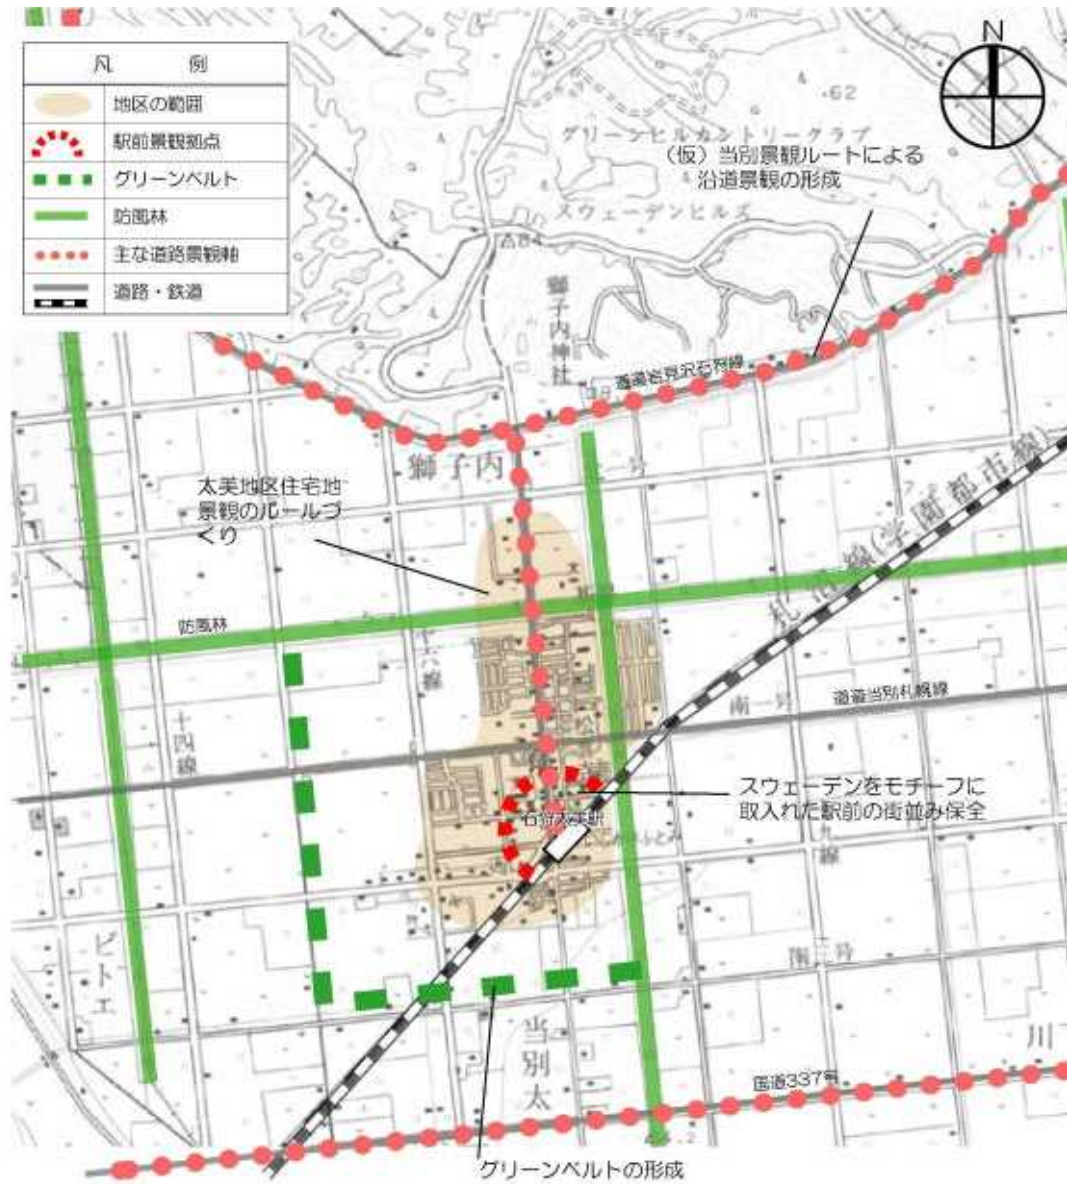 凡 例
地区の範囲
駅前景観拠点
グリーンベルト
防風林
主な道路景観軸
道路・鉄道
N
・62
グリーンヒルカントリークラブ
（仮）当別景観ルートによる
沿道景観の形成
スウェーデンヒルズ
△84
獅子内神社
道道岩見沢石狩線
獅子内
一号
太美地区住宅地
景観のルールづ
くり
札沼線(学園都市線)
防風林
十六線
十四線
南一号
道道当別札幌線
スウェーデンをモチーフに
取入れた駅前の街並み保全
石狩太美駅
九線
ビトエ
南二号
当別太
川
国道337号
グリーンベルトの形成